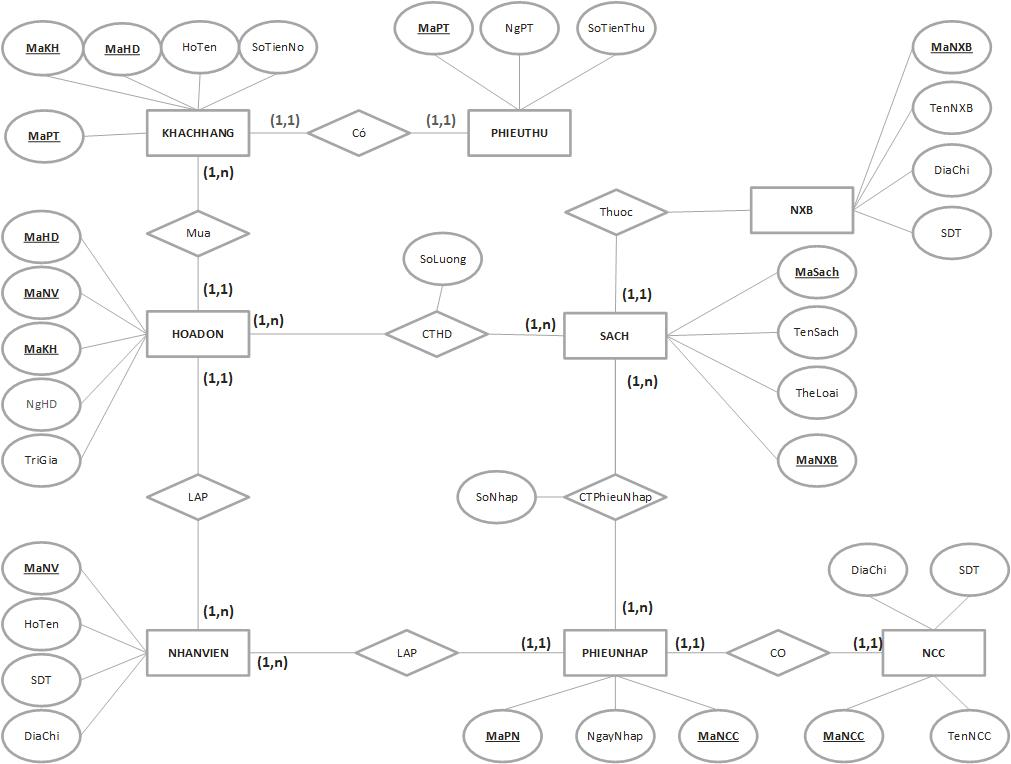 MaPT
NgPT
SoTienThu
MaKH
MaHD
HoTen
SoTienNo
MaNXB
TenNXB
DiaChi
SDT
MaPT
KHACHHANG
(1,1)
Có
(1,1)
PHIEUTHU
(1,n)
Mua
(1,1)
Thuoc
NXB
(1,1)
MaHD
MaNV
MaKH
NgHD
TriGia
HOADON
(1,n)
SoLuong
CTHD
(1,n)
SACH
MaSach
TenSach
TheLoai
MaNXB
(1,1)
(1,n)
LAP
SoNhap
CTPhieuNhap
(1,n)
(1,n)
MaNV
HoTen
SDT
DiaChi
NHANVIEN
(1,n)
LAP
(1,1)
PHIEUNHAP
(1,1)
CO
(1,1)
NCC
DiaChi
SDT
MaPN
NgayNhap
MaNCC
MaNCC
TenNCC